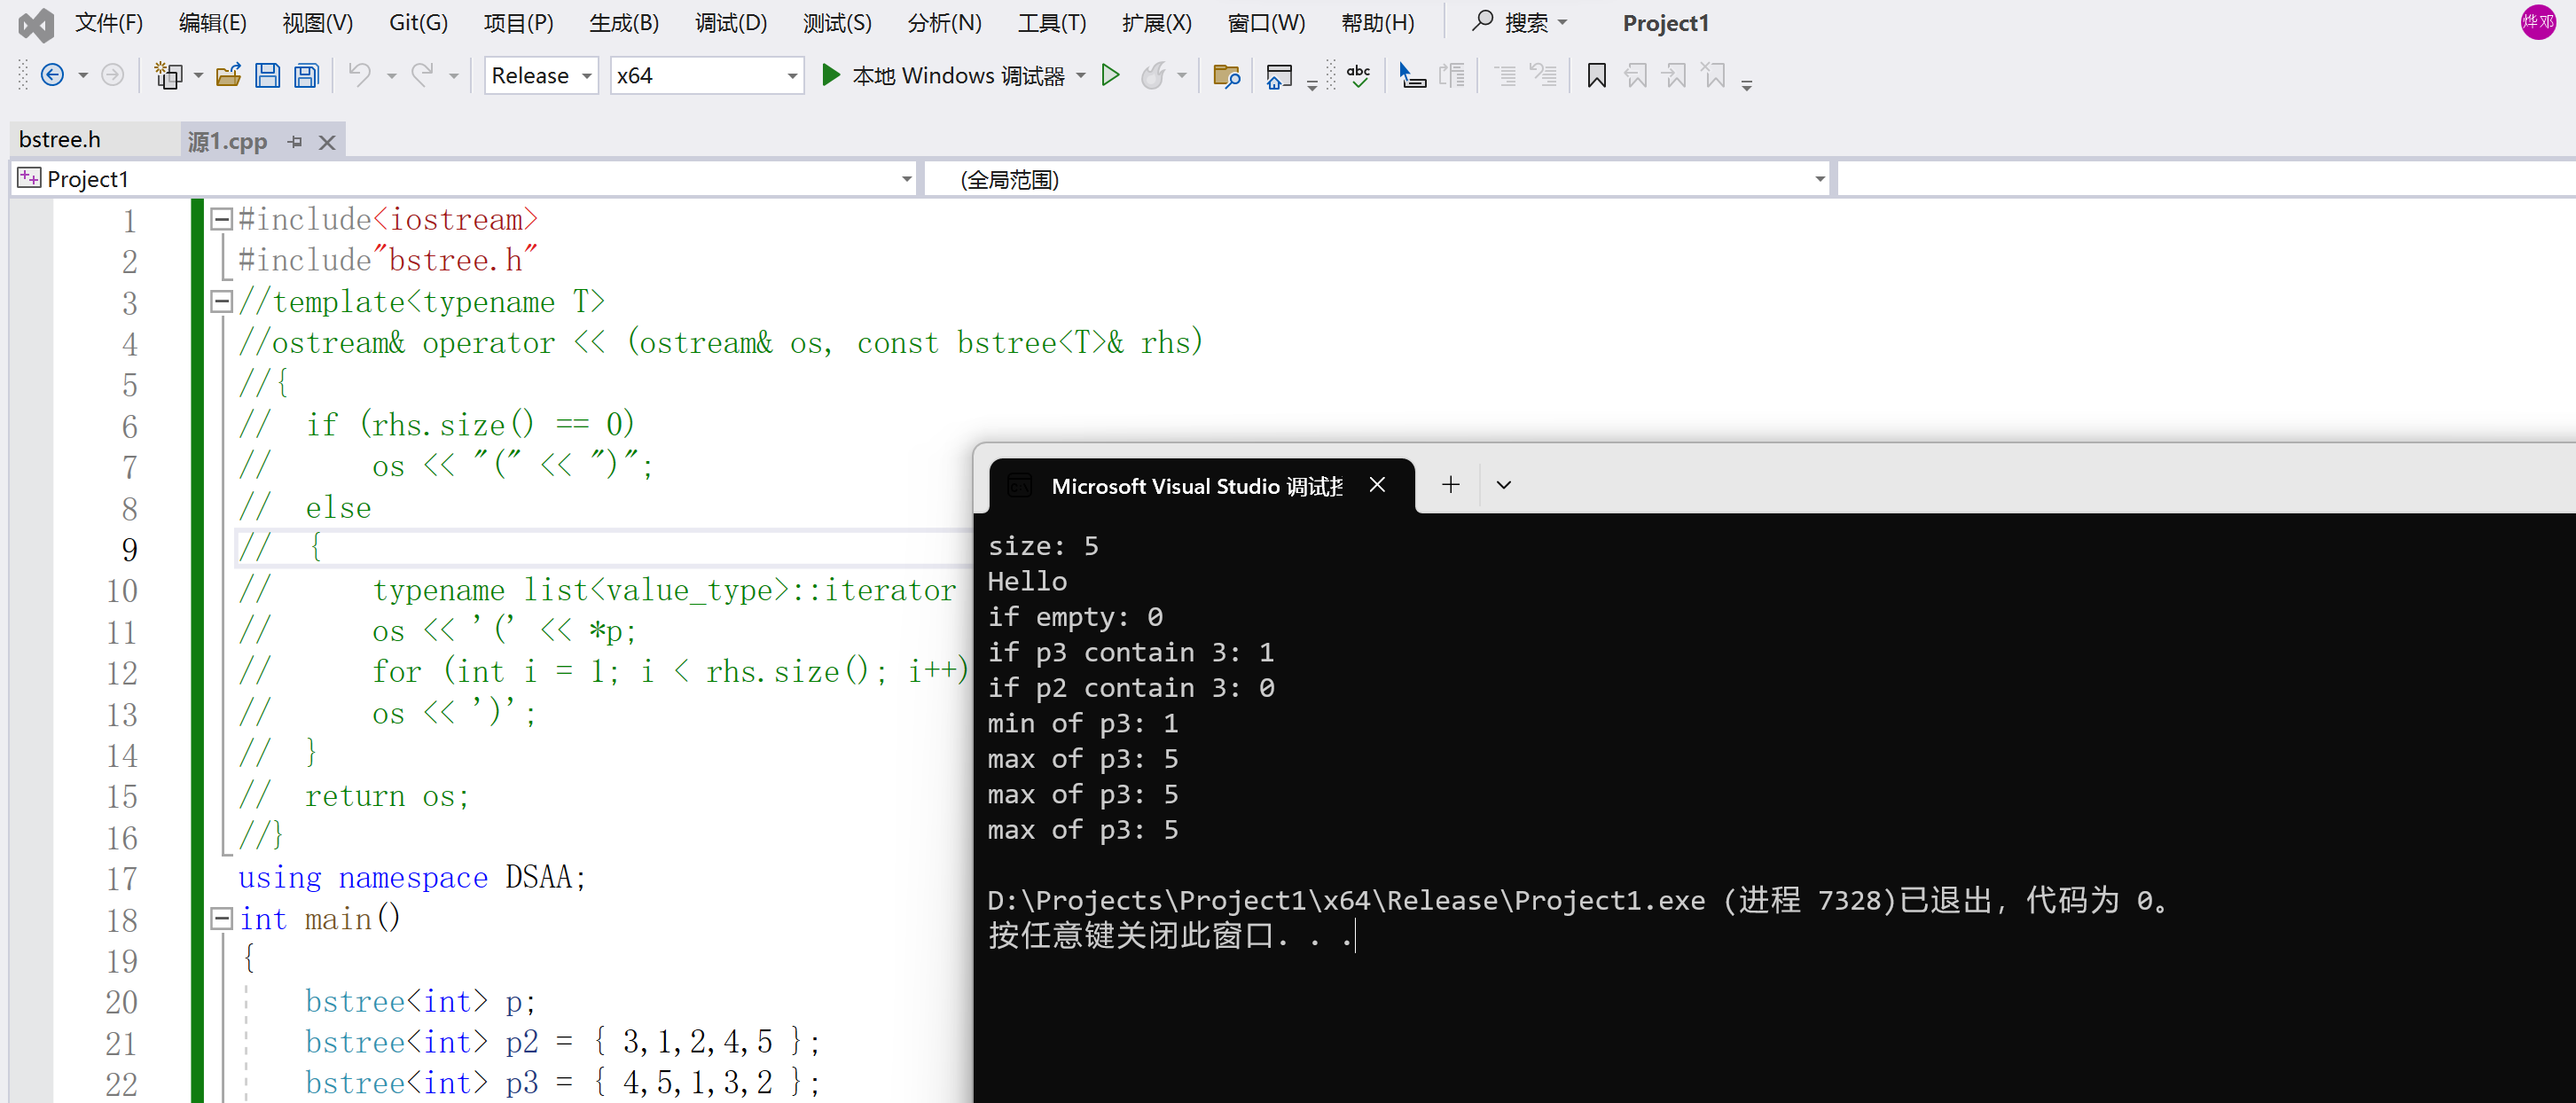 文件(F) 编辑(E) 视图(V) Git(G) 项目(P) 生成(B) 调试(D) 测试(S) 分析(N) 工具(T) 扩展(X) 窗口(W) 帮助(H) 搜索 Project1 烨邓
Release x64 本地 Windows 调试器 abc
bstree.h 源1.cpp
Project1 (全局范围)
1 #include<iostream>
2 #include"bstree.h"
3 //template<typename T>
4 //ostream& operator << (ostream& os, const bstree<T>& rhs)
5 //{
6 // if (rhs.size() == 0)
7 // os << "(" << ")";
8 // else
9 // {
10 // typename list<value_type>::iterator
11 // os << '(' << *p;
12 // for (int i = 1; i < rhs.size(); i++)
13 // os << ')';
14 // }
15 // return os;
16 //}
17 using namespace DSAA;
18 int main()
19 {
20 bstree<int> p;
21 bstree<int> p2 = { 3,1,2,4,5 };
22 bstree<int> p3 = { 4,5,1,3,2 };
Microsoft Visual Studio 调试
size: 5
Hello
if empty: 0
if p3 contain 3: 1
if p2 contain 3: 0
min of p3: 1
max of p3: 5
max of p3: 5
max of p3: 5
D:\Projects\Project1\x64\Release\Project1.exe (进程 7328)已退出，代码为 0。
按任意键关闭此窗口. . .